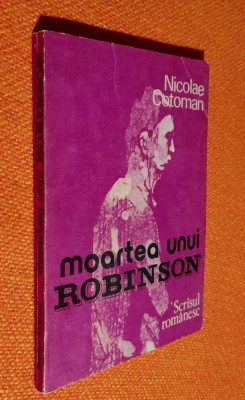 Nicolae
Cotoman
moartea unui
ROBINSON
Scrisul
românesc